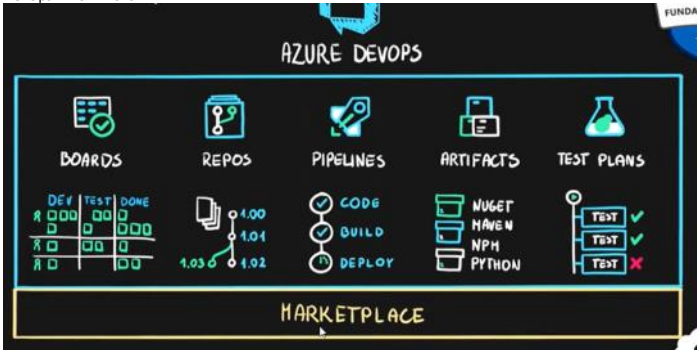 FUNDA
AZURE DEVOPS
BOARDS
REPOS
PIPELINES
ARTIFACTS
TEST PLANS
DEV TEST DONE
1.00
1.01
1.03 1.02
CODE
BUILD
DEPLOY
NUGET
MAVEN
NPM
PYTHON
TEST
TEST
TEST
MARKETPLACE